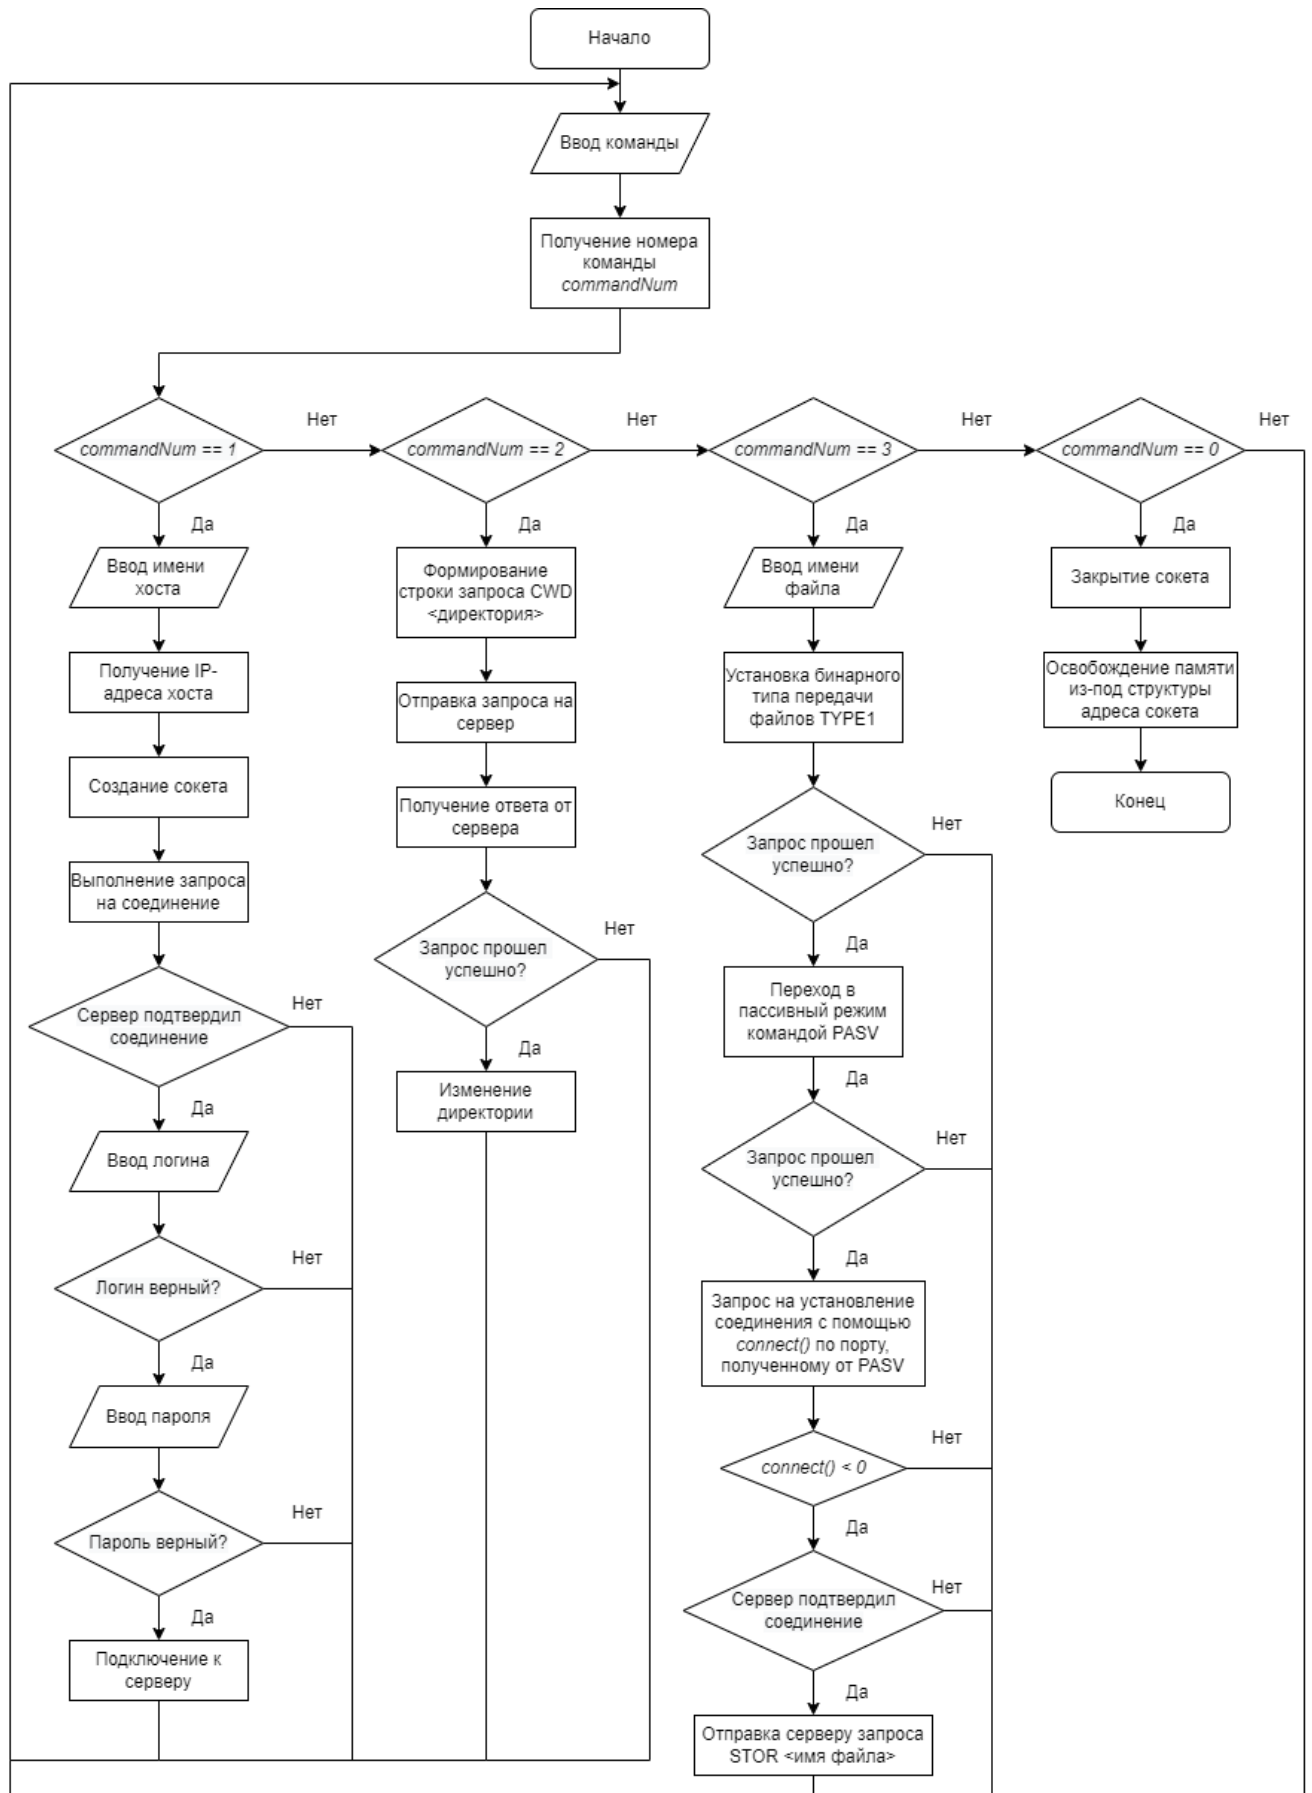 Начало
Ввод команды
Получение номера
команды
commandNum
commandNum == 1
Нет
commandNum == 2
Нет
commandNum == 3
Нет
commandNum == 0
Нет
Да
Ввод имени
хоста
Получение IP-
адреса хоста
Создание сокета
Выполнение запроса
на соединение
Сервер подтвердил
соединение
Нет
Да
Ввод логина
Логин верный?
Нет
Да
Ввод пароля
Пароль верный?
Нет
Да
Подключение к
серверу
Да
Формирование
строки запроса CWD
<директория>
Отправка запроса на
сервер
Получение ответа от
сервера
Запрос прошел
успешно?
Нет
Да
Изменение
директории
Да
Ввод имени
файла
Установка бинарного
типа передачи
файлов TYPE1
Запрос прошел
успешно?
Нет
Да
Переход в
пассивный режим
командой PASV
Да
Запрос прошел
успешно?
Нет
Да
Запрос на установление
соединения с помощью
connect() по порту,
полученному от PASV
connect() < 0
Нет
Да
Сервер подтвердил
соединение
Нет
Да
Отправка серверу запроса
STOR <имя файла>
Да
Закрытие сокета
Освобождение памяти
из-под структуры
адреса сокета
Конец